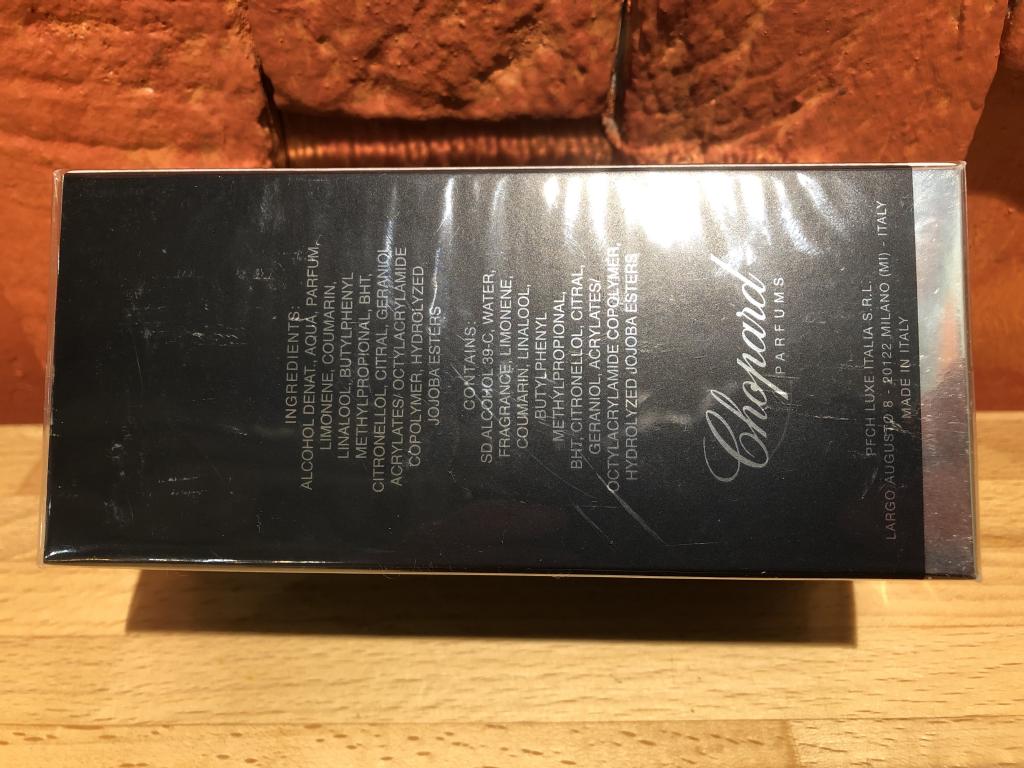 INGREDIENTS:
ALCOHOL DENAT. AQUA, PARFUM,
LIMONENE, COUMARIN,
LINALOOL, BUTYLPHENYL
METHYLPROPIONAL, BHT,
CITRONELLOL, CITRAL, GERANIOL
ACRYLATES/ OCTYLACRYLAMIDE
COPOLYMER, HYDROLYZED
JOJOBA ESTERS
CONTAINS:
SD ALCOHOL 39-C, WATER,
FRAGRANCE, LIMONENE,
COUMARIN, LINALOOL,
BUTYLPHENYL
METHYLPROPIONAL,
BHT, CITRONELLOL, CITRAL,
GERANIOL, ACRYLATES/
OCTYLACRYLAMIDE COPOLYMER,
HYDROLYZED JOJOBA ESTERS
Chopard
PARFUMS
PFCH LUXE ITALIA S.R.L.
LARGO AUGUSTO 8 - 20122 MILANO (MI) - ITALY
MADE IN ITALY